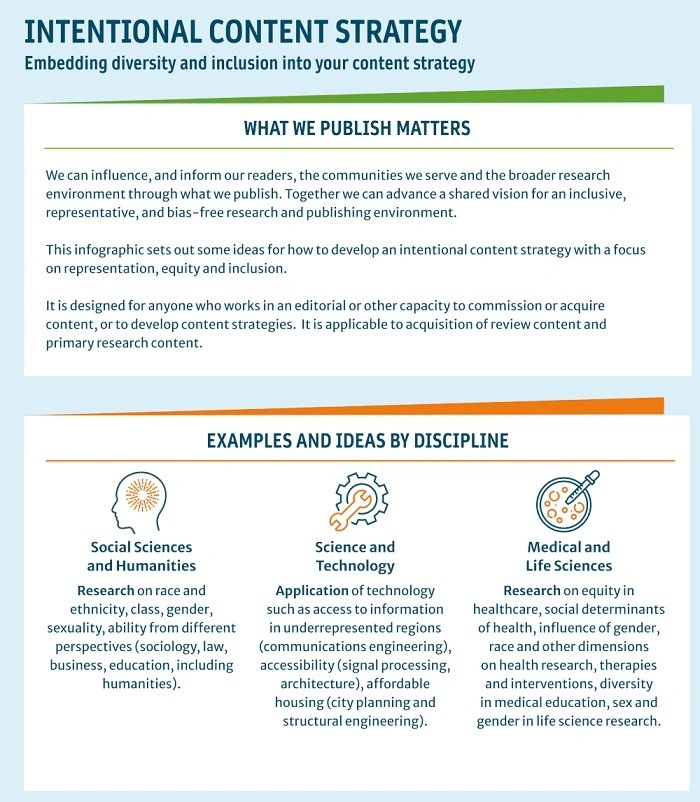 INTENTIONAL CONTENT STRATEGY
Embedding diversity and inclusion into your content strategy
WHAT WE PUBLISH MATTERS
We can influence, and inform our readers, the communities we serve and the broader research
environment through what we publish. Together we can advance a shared vision for an inclusive,
representative, and bias-free research and publishing environment.
This infographic sets out some ideas for how to develop an intentional content strategy with a focus
on representation, equity and inclusion.
It is designed for anyone who works in an editorial or other capacity to commission or acquire
content, or to develop content strategies. It is applicable to acquisition of review content and
primary research content.
EXAMPLES AND IDEAS BY DISCIPLINE
Social Sciences
and Humanities
Research on race and
ethnicity, class, gender,
sexuality, ability from different
perspectives (sociology, law,
business, education, including
humanities).
Science and
Technology
Application of technology
such as access to information
in underrepresented regions
(communications engineering),
accessibility (signal processing,
architecture), affordable
housing (city planning and
structural engineering).
Medical and
Life Sciences
Research on equity in
healthcare, social determinants
of health, influence of gender,
race and other dimensions
on health research, therapies
and interventions, diversity
in medical education, sex and
gender in life science research.